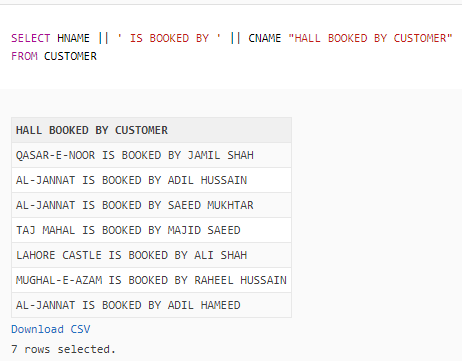 SELECT HNAME || ' IS BOOKED BY ' || CNAME "HALL BOOKED BY CUSTOMER"
FROM CUSTOMER
HALL BOOKED BY CUSTOMER
QASAR-E-NOOR IS BOOKED BY JAMIL SHAH
AL-JANNAT IS BOOKED BY ADIL HUSSAIN
AL-JANNAT IS BOOKED BY SAEED MUKHTAR
TAJ MAHAL IS BOOKED BY MAJID SAEED
LAHORE CASTLE IS BOOKED BY ALI SHAH
MUGHAL-E-AZAM IS BOOKED BY RAHEEL HUSSAIN
AL-JANNAT IS BOOKED BY ADIL HAMEED
Download CSV
7 rows selected.